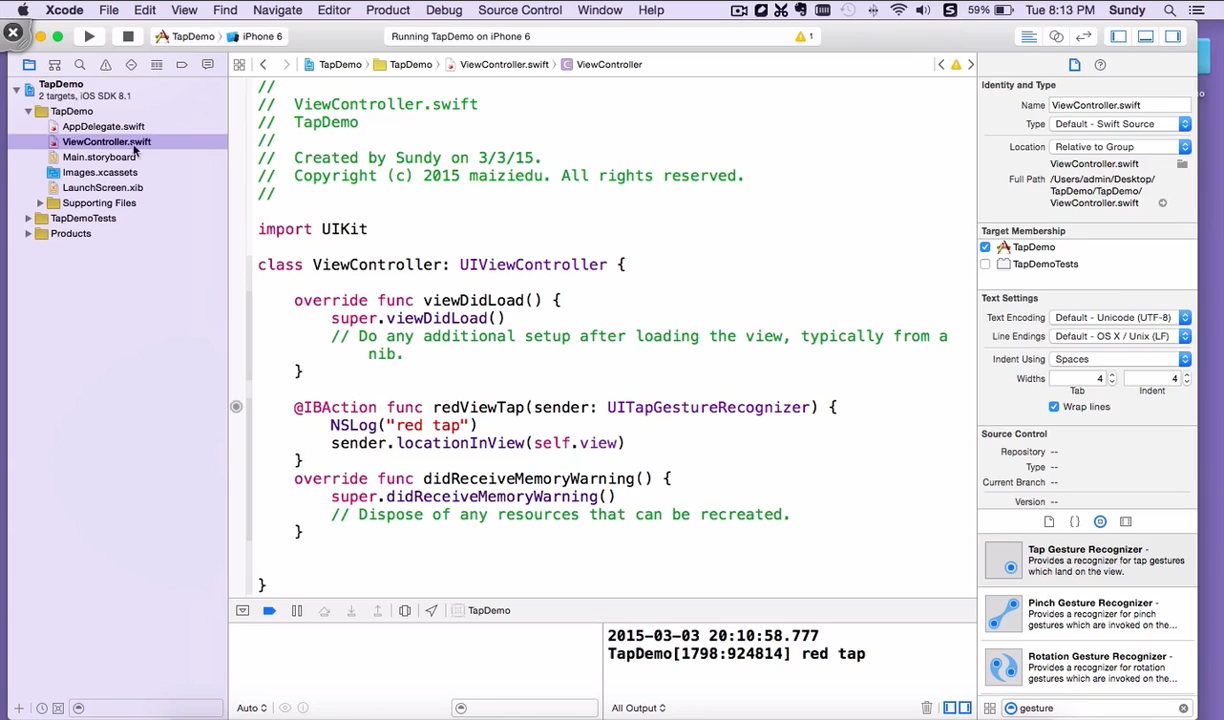 Xcode File Edit View Find Navigate Editor Product Debug Source Control Window Help 59% Tue 8:13 PM Sundy
TapDemo iPhone 6 Running TapDemo on iPhone 6 1
TapDemo TapDemo ViewController.swift ViewController
TapDemo
2 targets, iOS SDK 8.1
TapDemo
AppDelegate.swift
ViewController.swift
Main.storyboard
Images.xcassets
LaunchScreen.xib
Supporting Files
TapDemoTests
Products
//
// ViewController.swift
// TapDemo
//
// Created by Sundy on 3/3/15.
// Copyright (c) 2015 maiziedu. All rights reserved.
//
import UIKit
class ViewController: UIViewController {
override func viewDidLoad() {
super.viewDidLoad()
// Do any additional setup after loading the view, typically from a
nib.
}
@IBAction func redViewTap(sender: UITapGestureRecognizer) {
NSLog("red tap")
sender.locationInView(self.view)
}
override func didReceiveMemoryWarning() {
super.didReceiveMemoryWarning()
// Dispose of any resources that can be recreated.
}
}
TapDemo
2015-03-03 20:10:58.777
TapDemo[1798:924814] red tap
Auto
All Output
Identity and Type
Name ViewController.swift
Type Default - Swift Source
Location Relative to Group
ViewController.swift
Full Path /Users/admin/Desktop/
TapDemo/TapDemo/
ViewController.swift
Target Membership
TapDemo
TapDemoTests
Text Settings
Text Encoding Default - Unicode (UTF-8)
Line Endings Default - OS X / Unix (LF)
Indent Using Spaces
Widths 4 4
Tab Indent
Wrap lines
Source Control
Repository --
Type --
Current Branch --
Version --
Tap Gesture Recognizer -
Provides a recognizer for tap gestures
which land on the view.
Pinch Gesture Recognizer -
Provides a recognizer for pinch
gestures which are invoked on the...
Rotation Gesture Recognizer -
Provides a recognizer for rotation
gestures which are invoked on the...
gesture